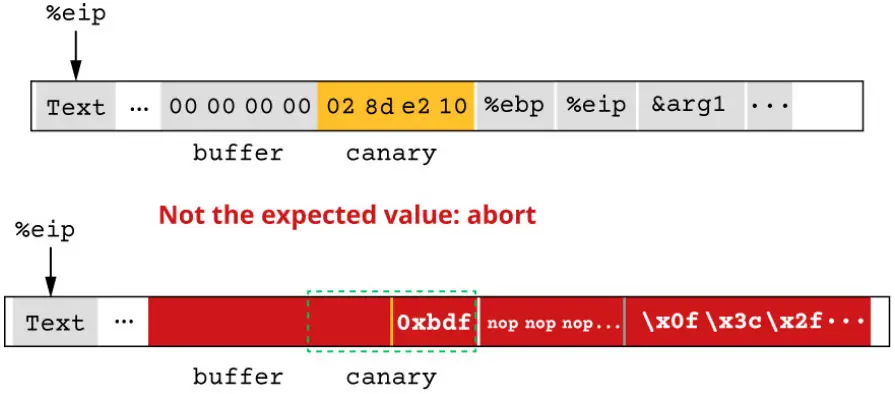 %eip
Text ... 00 00 00 00 02 8d e2 10 %ebp %eip &arg1 ...
buffer canary
Not the expected value: abort
%eip
Text ... 0xbdf nop nop nop... \x0f \x3c \x2f ...
buffer canary